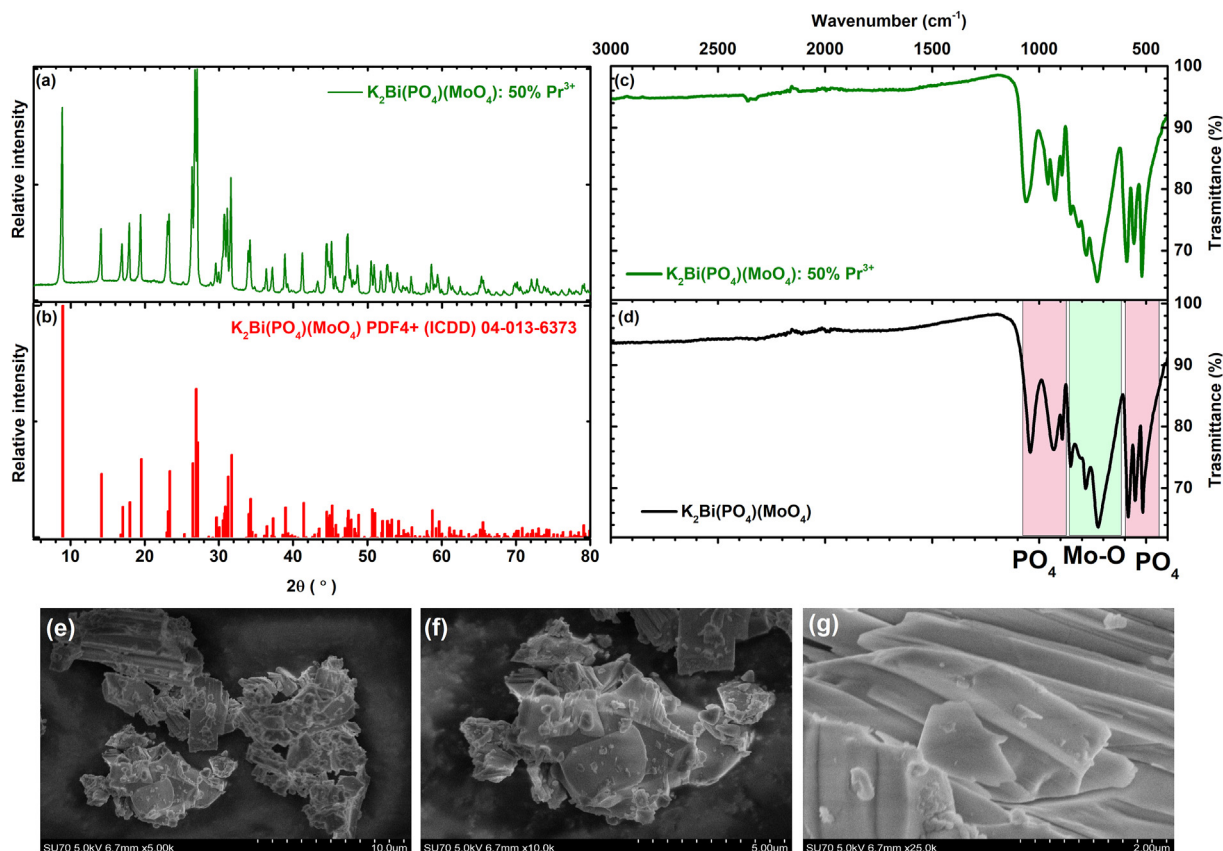 Wavenumber (cm⁻¹)
3000 2500 2000 1500 1000 500
(a)
K₂Bi(PO₄)(MoO₄): 50% Pr³⁺
Relative intensity
(b)
K₂Bi(PO₄)(MoO₄) PDF4+ (ICDD) 04-013-6373
Relative intensity
10 20 30 40 50 60 70 80
2θ ( ° )
(c)
K₂Bi(PO₄)(MoO₄): 50% Pr³⁺
100
90
80
70
Trasmittance (%)
(d)
K₂Bi(PO₄)(MoO₄)
100
90
80
70
Trasmittance (%)
PO₄ Mo-O PO₄
(e)
SU70 5.0kV 6.7mm x5.00k 10.0um
(f)
SU70 5.0kV 6.7mm x10.0k 5.00um
(g)
SU70 5.0kV 6.7mm x25.0k 2.00um